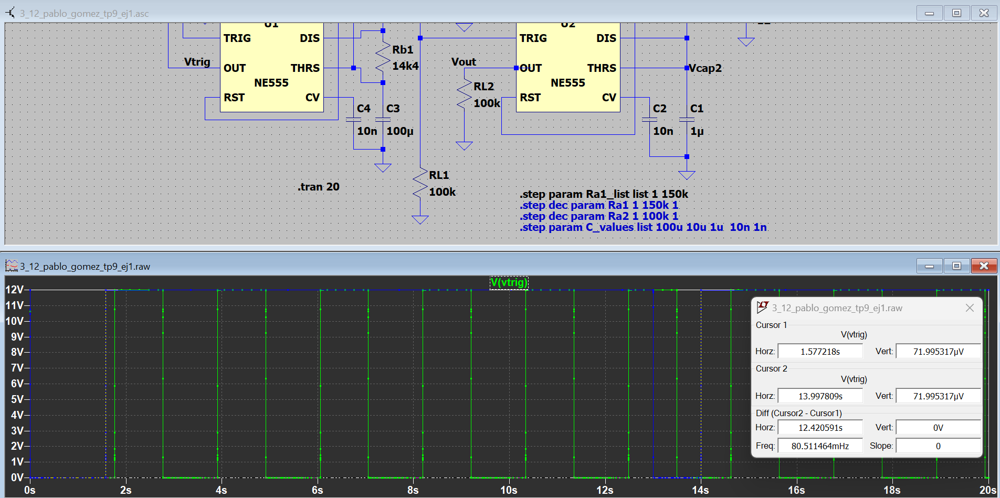 3_12_pablo_gomez_tp9_ej1.asc
U1
U2
TRIG
DIS
TRIG
DIS
Rb1
14k4
Vtrig
OUT
THRS
Vout
OUT
THRS
Vcap2
NE555
NE555
RL2
100k
RST
CV
RST
CV
C4
C3
C2
C1
10n
100µ
10n
1µ
RL1
100k
.tran 20
.step param Ra1_list list 1 150k
.step dec param Ra1 1 150k 1
.step dec param Ra2 1 100k 1
.step param C_values list 100u 10u 1u 10n 1n
3_12_pablo_gomez_tp9_ej1.raw
V(vtrig)
12V
11V
10V
9V
8V
7V
6V
5V
4V
3V
2V
1V
0V
0s 2s 4s 6s 8s 10s 12s 14s 16s 18s 20s
3_12_pablo_gomez_tp9_ej1.raw
Cursor 1
V(vtrig)
Horz: 1.577218s Vert: 71.995317µV
Cursor 2
V(vtrig)
Horz: 13.997809s Vert: 71.995317µV
Diff (Cursor2 - Cursor1)
Horz: 12.420591s Vert: 0V
Freq: 80.511464mHz Slope: 0